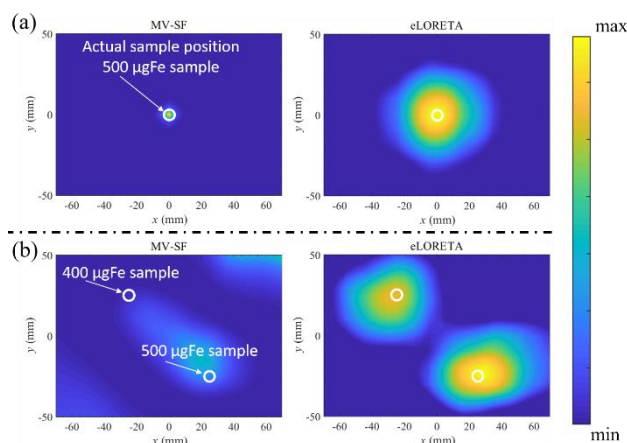 (a)
MV-SF
eLORETA
max
50
Actual sample position
500 µgFe sample
y (mm)
0
-50
-60 -40 -20 0 20 40 60
x (mm)
50
y (mm)
0
-50
-60 -40 -20 0 20 40 60
x (mm)
(b)
MV-SF
eLORETA
50
400 µgFe sample
y (mm)
0
500 µgFe sample
-50
-60 -40 -20 0 20 40 60
x (mm)
50
y (mm)
0
-50
-60 -40 -20 0 20 40 60
x (mm)
min